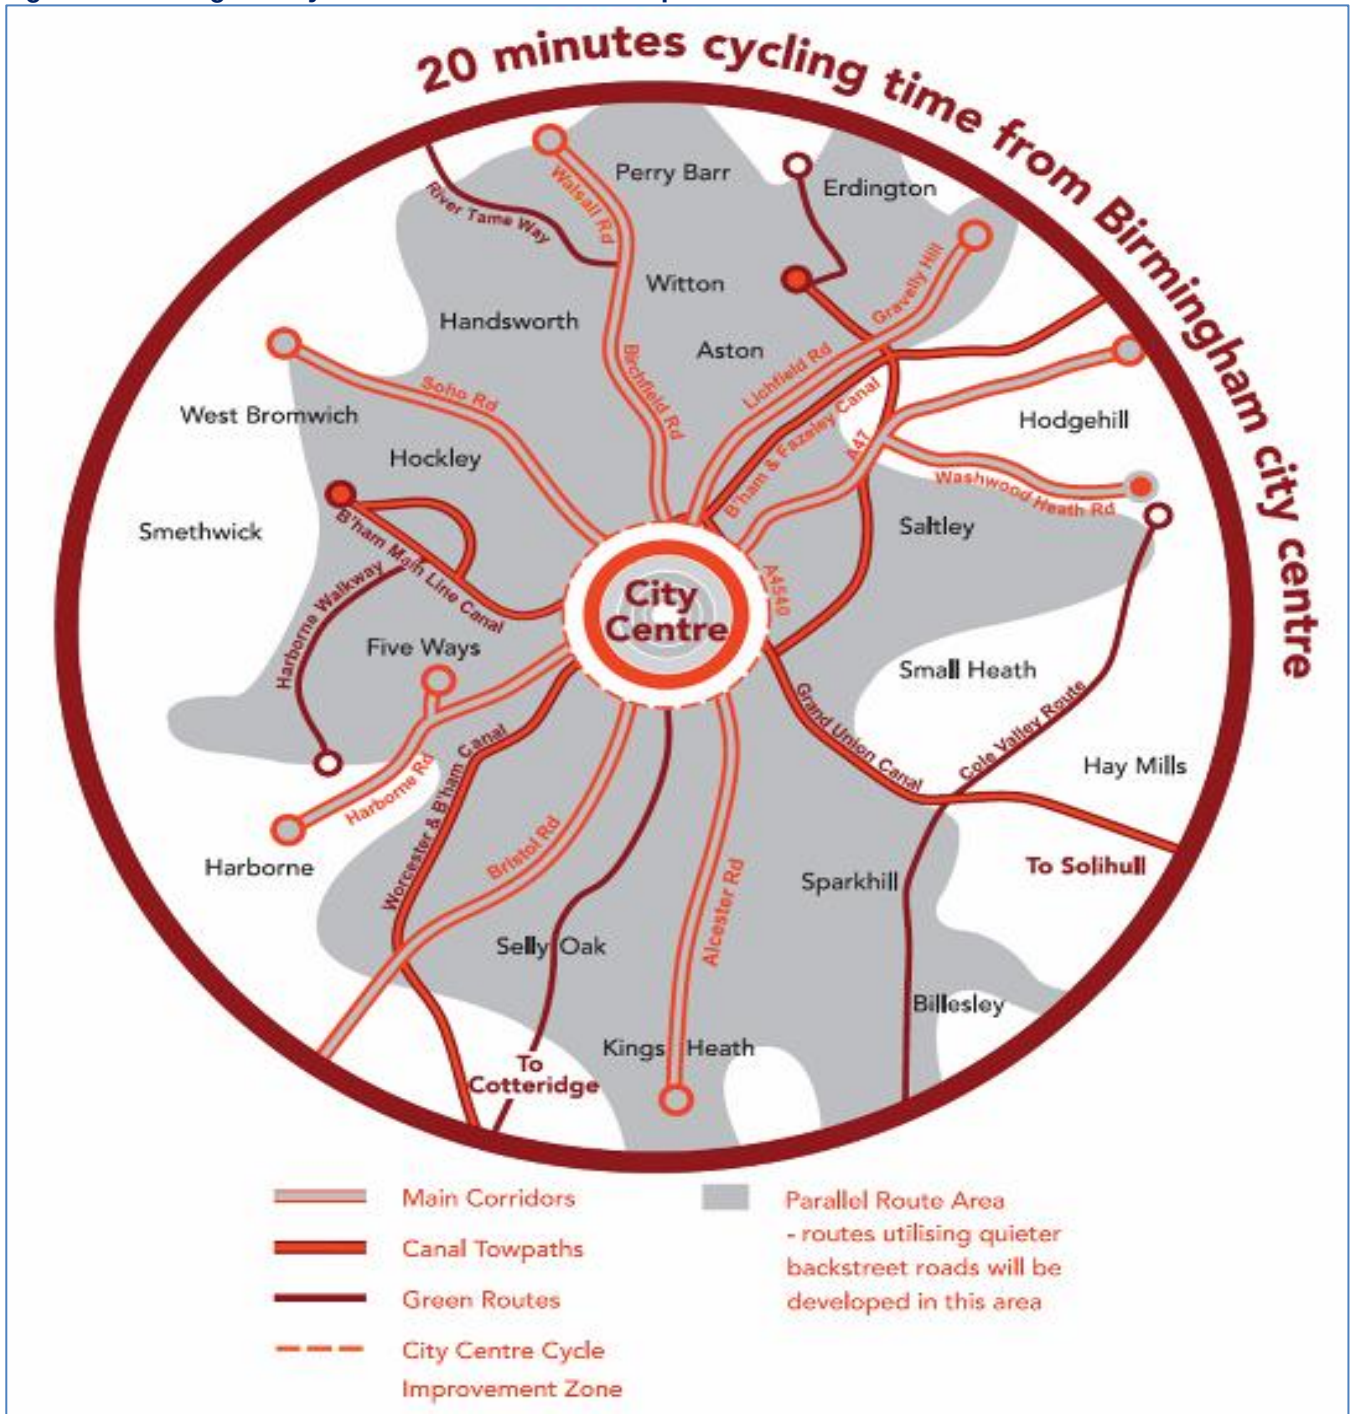 20 minutes cycling time from Birmingham city centre
Perry Barr
Erdington
Walsall Rd
River Tame Way
Witton
Gravelly Hill
Handsworth
Aston
Birchfield Rd
Lichfield Rd
Soho Rd
West Bromwich
B'ham & Fazeley Canal
Hodgehill
A47
Hockley
Washwood Heath Rd
Smethwick
B'ham Main Line Canal
Saltley
Harborne Walkway
A4540
City
Centre
Five Ways
Small Heath
Grand Union Canal
Cole Valley Route
Hay Mills
Harborne Rd
Worcester & B'ham Canal
Bristol Rd
Harborne
Alcester Rd
Sparkhill
To Solihull
Selly Oak
Billesley
Kings Heath
To
Cotteridge
Main Corridors
Canal Towpaths
Green Routes
City Centre Cycle
Improvement Zone
Parallel Route Area
- routes utilising quieter
backstreet roads will be
developed in this area